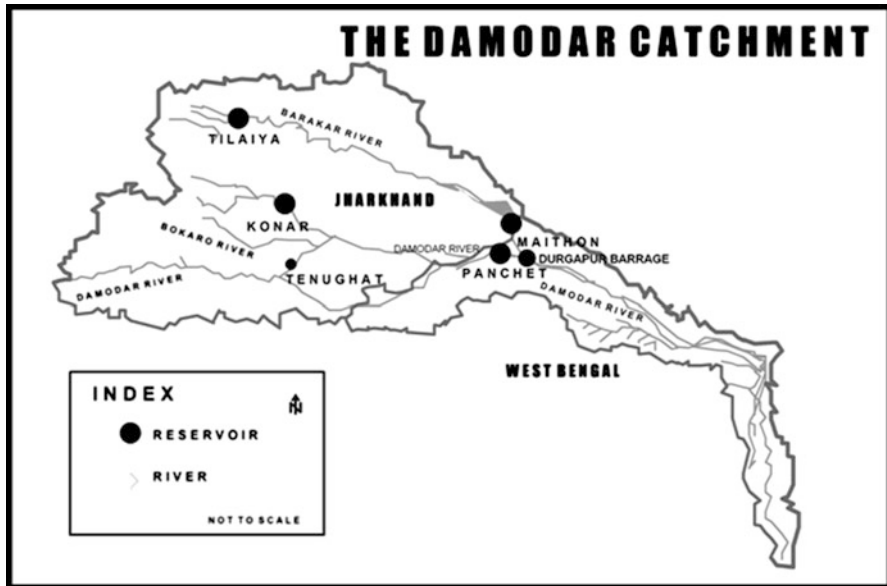 THE DAMODAR CATCHMENT
BARAKAR RIVER
TILAIYA
JHARKHAND
KONAR
BOKARO RIVER
MAITHON
DAMODAR RIVER
DURGAPUR BARRAGE
PANCHET
TENUGHAT
DAMODAR RIVER
DAMODAR RIVER
WEST BENGAL
INDEX
N
RESERVOIR
RIVER
NOT TO SCALE